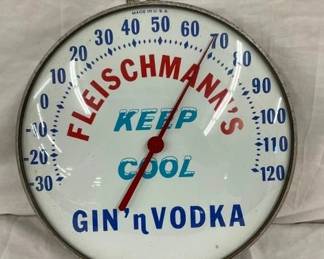 MADE IN U.S.A.
-30 -20 -10 0 10 20 30 40 50 60 70 80 90 100 110 120
FLEISCHMANN'S
KEEP
COOL
GIN 'n VODKA